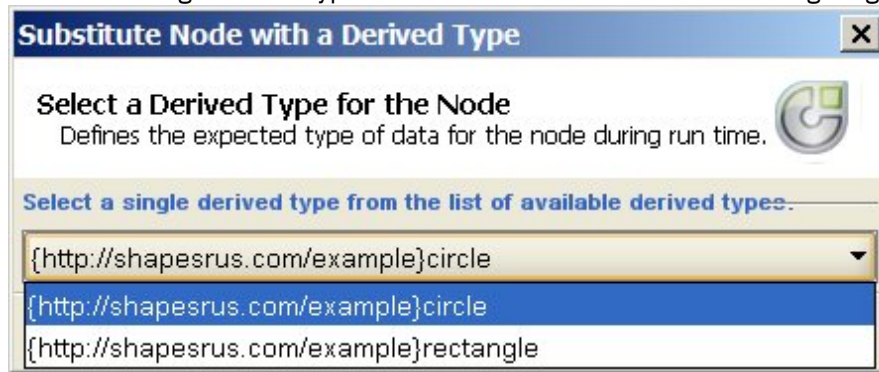 Substitute Node with a Derived Type
Select a Derived Type for the Node
Defines the expected type of data for the node during run time.
Select a single derived type from the list of available derived types.
{http://shapesrus.com/example}circle
{http://shapesrus.com/example}circle
{http://shapesrus.com/example}rectangle